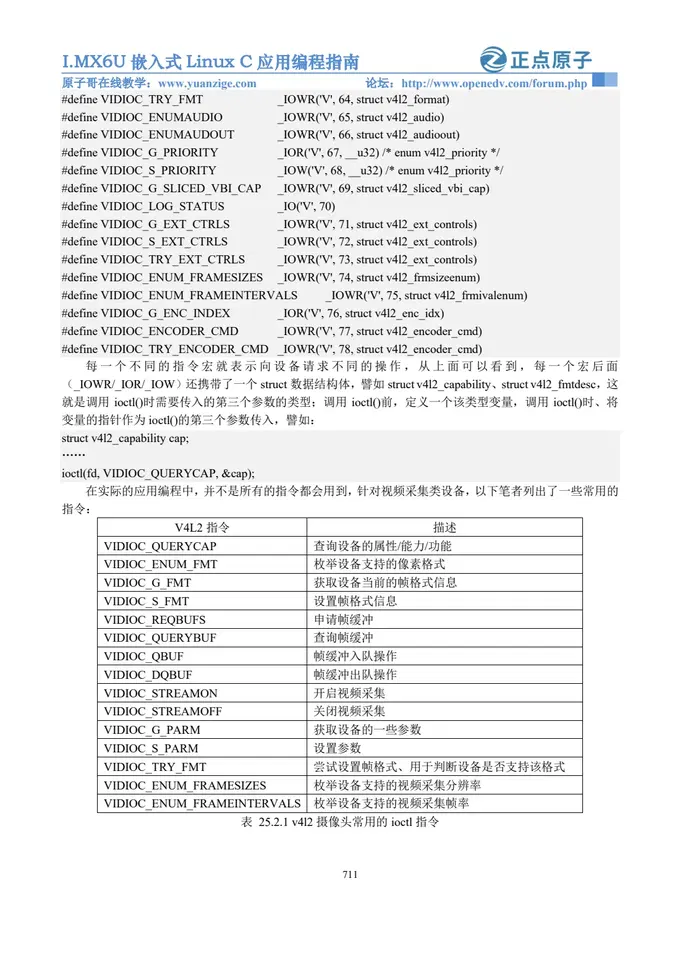 I.MX6U 嵌入式 Linux C 应用编程指南
正点原子
原子哥在线教学：www.yuanzige.com 论坛：http://www.openedv.com/forum.php
#define VIDIOC_TRY_FMT _IOWR('V', 64, struct v4l2_format)
#define VIDIOC_ENUMAUDIO _IOWR('V', 65, struct v4l2_audio)
#define VIDIOC_ENUMAUDOUT _IOWR('V', 66, struct v4l2_audioout)
#define VIDIOC_G_PRIORITY _IOR('V', 67, __u32) /* enum v4l2_priority */
#define VIDIOC_S_PRIORITY _IOW('V', 68, __u32) /* enum v4l2_priority */
#define VIDIOC_G_SLICED_VBI_CAP _IOWR('V', 69, struct v4l2_sliced_vbi_cap)
#define VIDIOC_LOG_STATUS _IO('V', 70)
#define VIDIOC_G_EXT_CTRLS _IOWR('V', 71, struct v4l2_ext_controls)
#define VIDIOC_S_EXT_CTRLS _IOWR('V', 72, struct v4l2_ext_controls)
#define VIDIOC_TRY_EXT_CTRLS _IOWR('V', 73, struct v4l2_ext_controls)
#define VIDIOC_ENUM_FRAMESIZES _IOWR('V', 74, struct v4l2_frmsizeenum)
#define VIDIOC_ENUM_FRAMEINTERVALS _IOWR('V', 75, struct v4l2_frmivalenum)
#define VIDIOC_G_ENC_INDEX _IOR('V', 76, struct v4l2_enc_idx)
#define VIDIOC_ENCODER_CMD _IOWR('V', 77, struct v4l2_encoder_cmd)
#define VIDIOC_TRY_ENCODER_CMD _IOWR('V', 78, struct v4l2_encoder_cmd)
每一个不同的指令宏就表示向设备请求不同的操作，从上面可以看到，每一个宏后面
（_IOWR/_IOR/_IOW）还携带了一个 struct 数据结构体，譬如 struct v4l2_capability、struct v4l2_fmtdesc，这
就是调用 ioctl()时需要传入的第三个参数的类型；调用 ioctl()前，定义一个该类型变量，调用 ioctl()时、将
变量的指针作为 ioctl()的第三个参数传入，譬如：
struct v4l2_capability cap;
……
ioctl(fd, VIDIOC_QUERYCAP, &cap);
在实际的应用编程中，并不是所有的指令都会用到，针对视频采集类设备，以下笔者列出了一些常用的
指令：
V4L2 指令 描述
VIDIOC_QUERYCAP 查询设备的属性/能力/功能
VIDIOC_ENUM_FMT 枚举设备支持的像素格式
VIDIOC_G_FMT 获取设备当前的帧格式信息
VIDIOC_S_FMT 设置帧格式信息
VIDIOC_REQBUFS 申请帧缓冲
VIDIOC_QUERYBUF 查询帧缓冲
VIDIOC_QBUF 帧缓冲入队操作
VIDIOC_DQBUF 帧缓冲出队操作
VIDIOC_STREAMON 开启视频采集
VIDIOC_STREAMOFF 关闭视频采集
VIDIOC_G_PARM 获取设备的一些参数
VIDIOC_S_PARM 设置参数
VIDIOC_TRY_FMT 尝试设置帧格式、用于判断设备是否支持该格式
VIDIOC_ENUM_FRAMESIZES 枚举设备支持的视频采集分辨率
VIDIOC_ENUM_FRAMEINTERVALS 枚举设备支持的视频采集帧率
表 25.2.1 v4l2 摄像头常用的 ioctl 指令
711